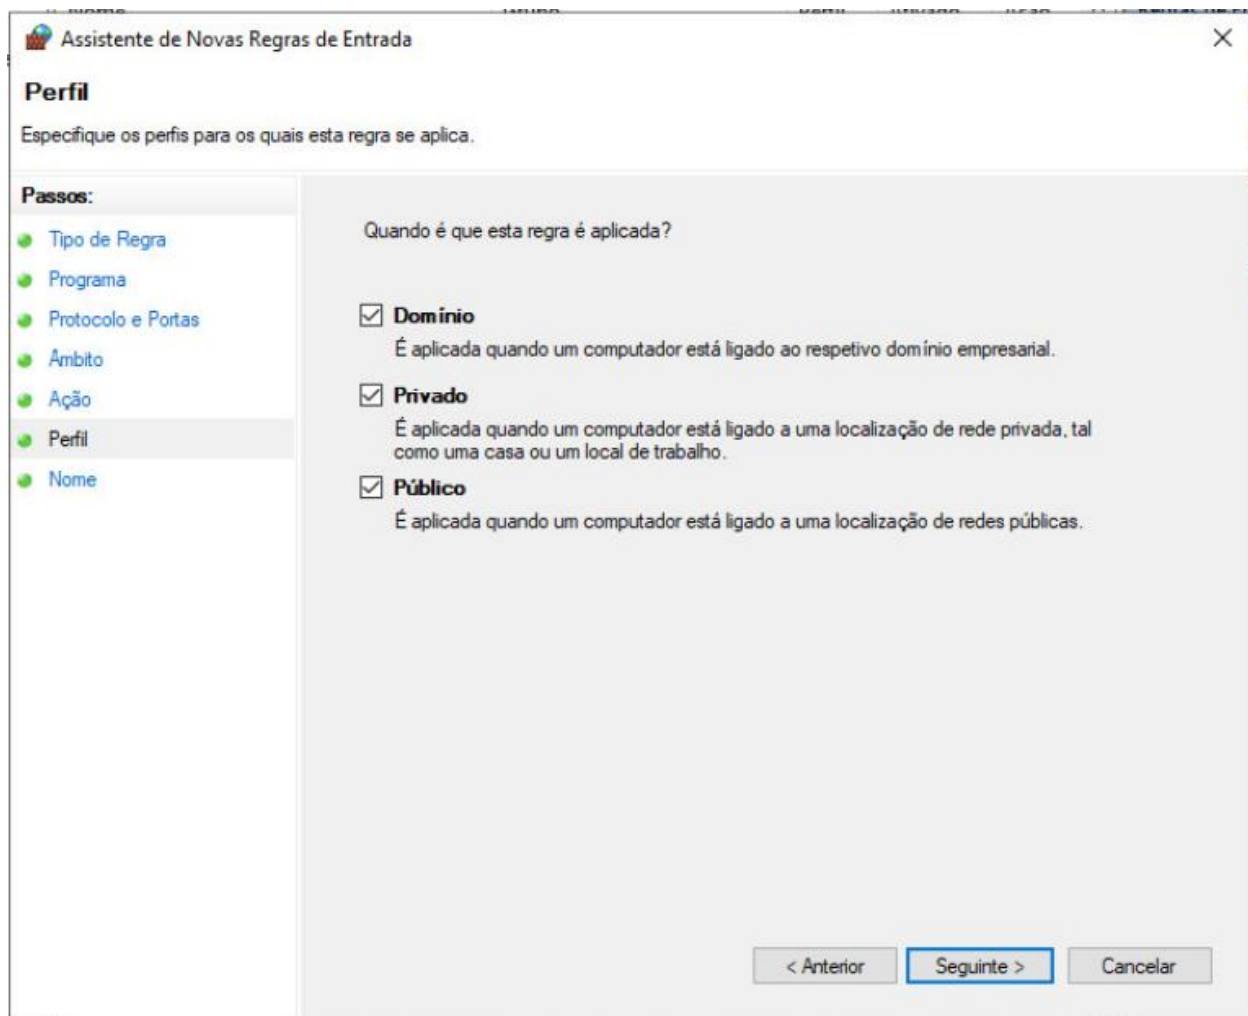 Assistente de Novas Regras de Entrada
Perfil
Especifique os perfis para os quais esta regra se aplica.
Passos:
Tipo de Regra
Programa
Protocolo e Portas
Âmbito
Ação
Perfil
Nome
Quando é que esta regra é aplicada?
Domínio
É aplicada quando um computador está ligado ao respetivo domínio empresarial.
Privado
É aplicada quando um computador está ligado a uma localização de rede privada, tal
como uma casa ou um local de trabalho.
Público
É aplicada quando um computador está ligado a uma localização de redes públicas.
< Anterior
Seguinte >
Cancelar